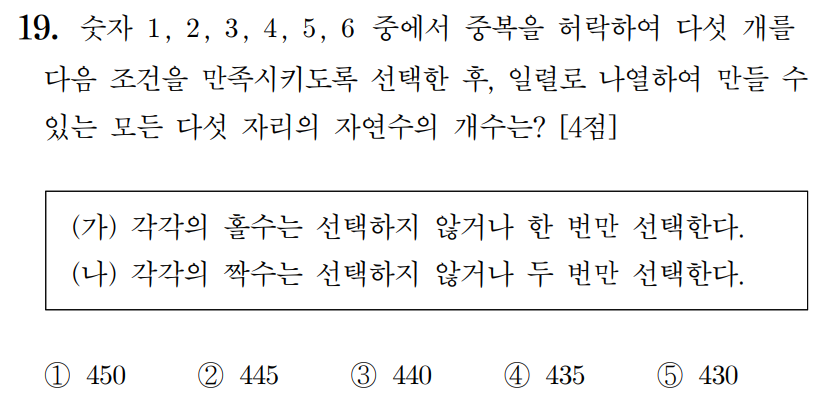 19. 숫자 1, 2, 3, 4, 5, 6 중에서 중복을 허락하여 다섯 개를
다음 조건을 만족시키도록 선택한 후, 일렬로 나열하여 만들 수
있는 모든 다섯 자리의 자연수의 개수는? [4점]
(가) 각각의 홀수는 선택하지 않거나 한 번만 선택한다.
(나) 각각의 짝수는 선택하지 않거나 두 번만 선택한다.
① 450 ② 445 ③ 440 ④ 435 ⑤ 430